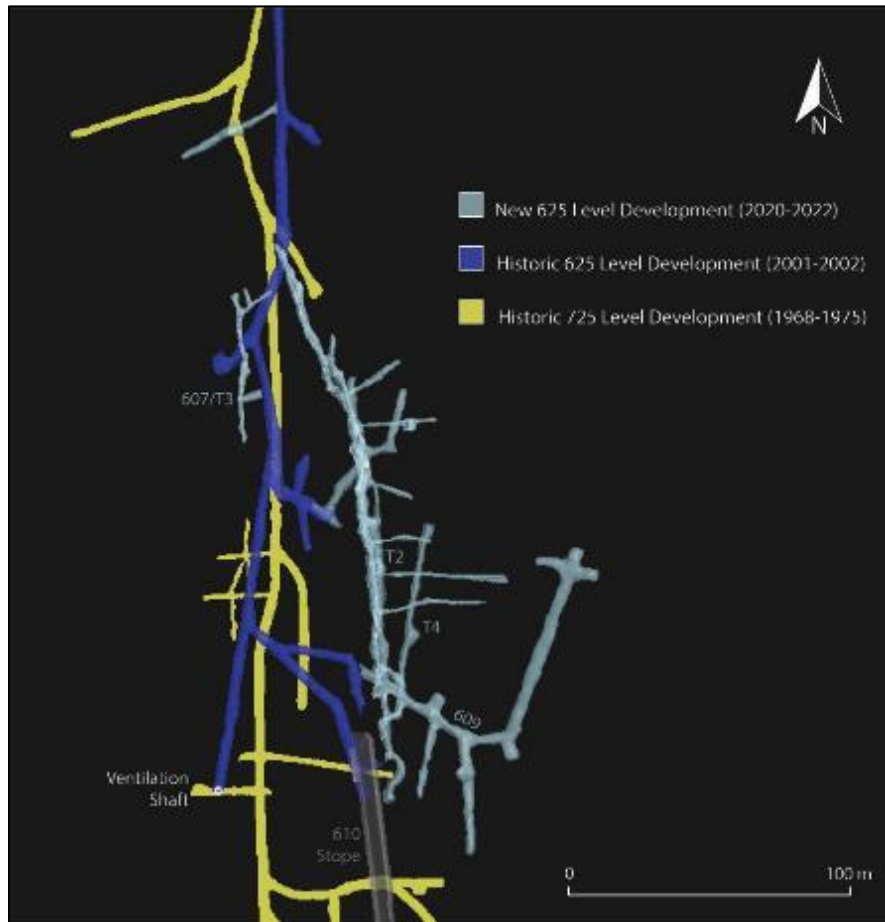 N
New 625 Level Development (2020-2022)
Historic 625 Level Development (2001-2002)
Historic 725 Level Development (1968-1975)
607/T3
T2
T4
609
Ventilation
Shaft
610
Stope
0
100 m